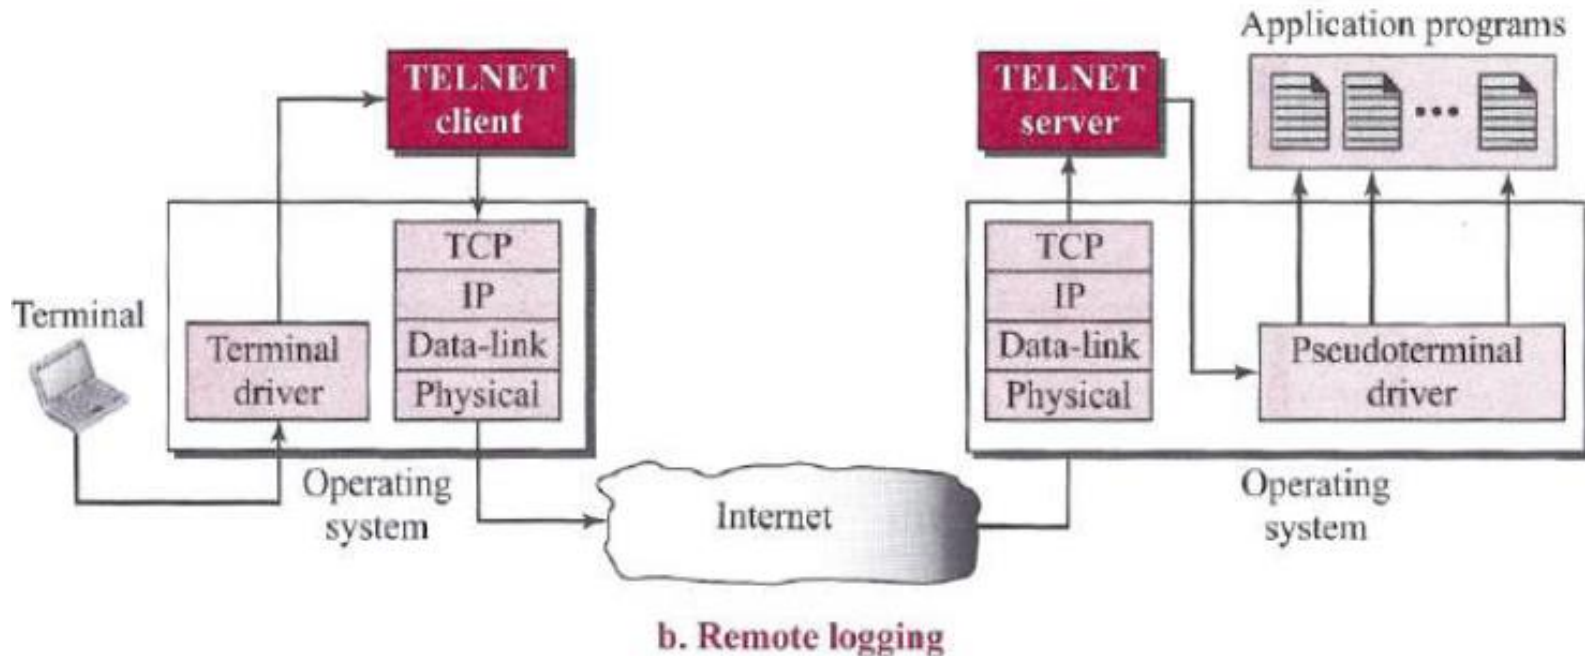 Application programs
TELNET
client
TELNET
server
TCP
IP
Data-link
Physical
Terminal
Terminal
driver
Operating
system
TCP
IP
Data-link
Physical
Pseudoterminal
driver
Operating
system
Internet
b. Remote logging